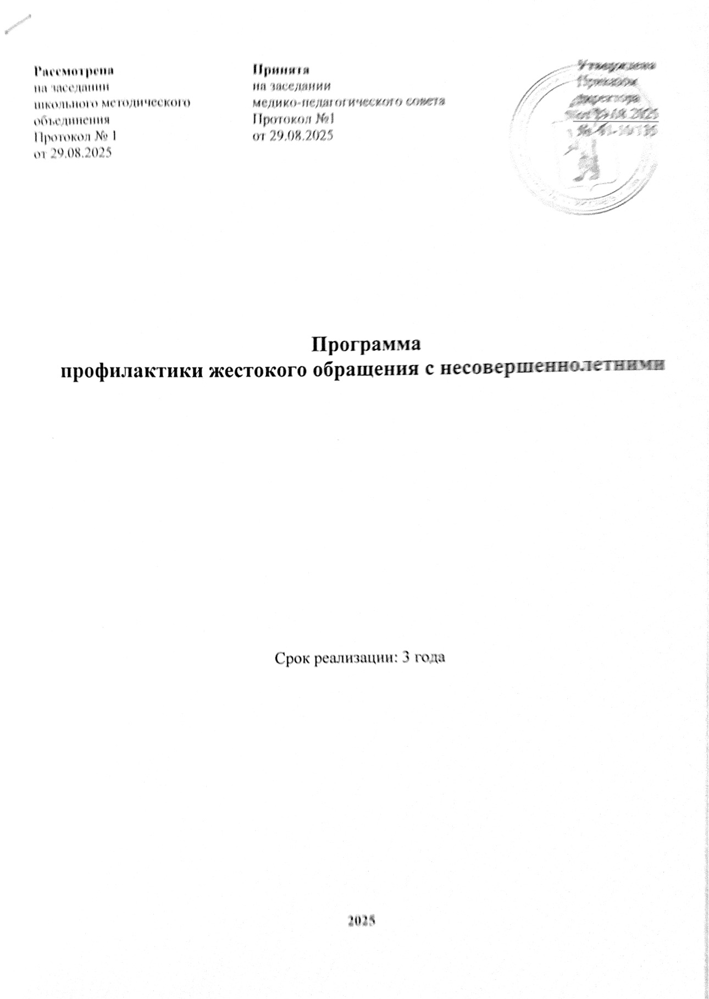 Рассмотрена
на заседании
школьного методического
объединения
Протокол № 1
от 29.08.2025
Принята
на заседании
медико-педагогического совета
Протокол №1
от 29.08.2025
Утверждена
Приказом
директора
от 29.08.2025
Программа
профилактики жестокого обращения с несовершеннолетними
Срок реализации: 3 года
2025